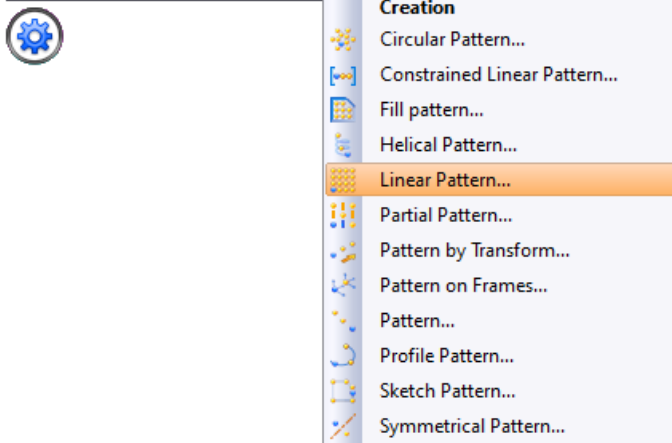 Creation
Circular Pattern...
Constrained Linear Pattern...
Fill pattern...
Helical Pattern...
Linear Pattern...
Partial Pattern...
Pattern by Transform...
Pattern on Frames...
Pattern...
Profile Pattern...
Sketch Pattern...
Symmetrical Pattern...